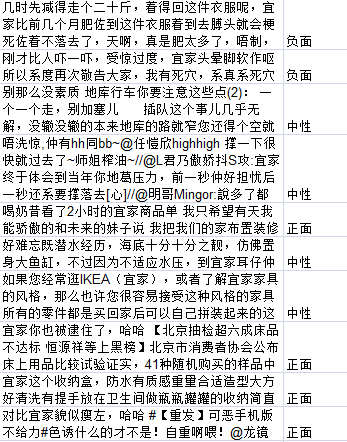 几时先减得走个二十斤，着得回这件衣服呢，宜
家比前几个月肥佐到这件衣服着到去膊头就会梗
死佐着不落去了，天啊，真是肥太多了，唔制， 负面
刚才比人吓一吓，受惊过度，宜家头晕脚软作呕
所以系度再次敬告大家，我有死穴，系真系死穴 负面
别那么没素质 地库行车你要注意这些点(2)： 一
个一个走，别加塞儿 插队这个事儿几乎无
解，没辙没辙的本来地库的路就窄您还得个空就 中性
唔洗惊,仲有hh同bb~@任恺欣highhigh 撑一下很
快就过去了~师姐榨油~//@L君乃傲娇抖S攻:宜家
终于体会到当年你地葛压力，前一秒仲好担忧后
一秒还系要撑落去[心]//@明哥Mingor:說多了都 中性
喝奶昔看了2小时的宜家商品单 我只希望有天我
能骄傲的和未来的妹子说 我把我们的家布置装修 正面
好难忘既潜水经历，海底十分十分之靓，仿佛置
身大鱼缸，不过因为不适应水压，到宜家耳仔仲 中性
如果您经常逛IKEA（宜家），或者了解宜家家具
的风格，那么也许您很容易接受这种风格的家具
所有的零件都是买回家后可以自己拼装起来的这 中性
宜家你也被逮住了，哈哈 【北京抽检超六成床品
不达标 恒源祥等上黑榜】北京市消费者协会公布
床上用品比较试验证实，41种随机购买的样品中 正面
宜家这个收纳盒，防水有质感重量合适造型大方
好清洗有提手放在卫生间做瓶瓶罐罐的收纳简直 正面
对比宜家貌似瘦左，哈哈 #【重发】可恶手机版
不给力#色诱什么的才不是！自重啊喂！@龙镜 正面